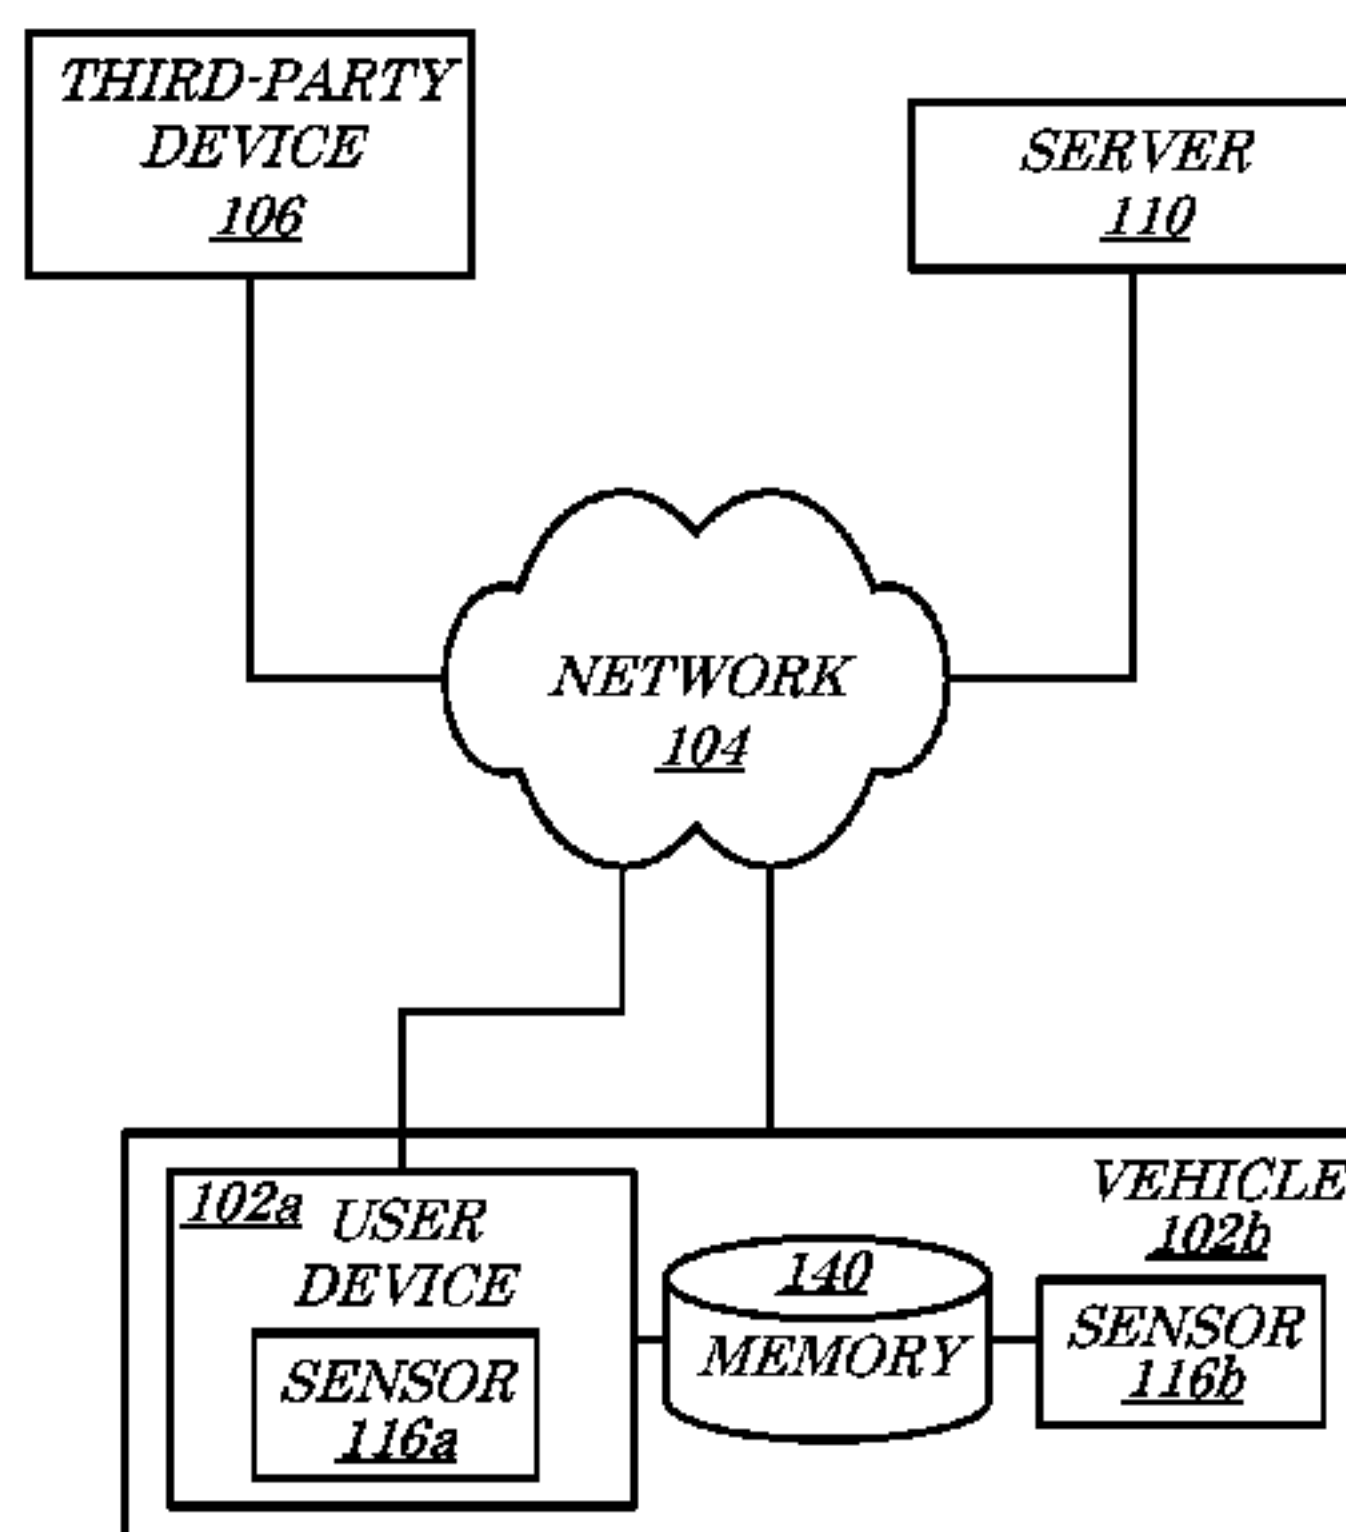 THIRD-PARTY
DEVICE
106
SERVER
110
NETWORK
104
102a
USER
DEVICE
SENSOR
116a
140
MEMORY
VEHICLE
102b
SENSOR
116b